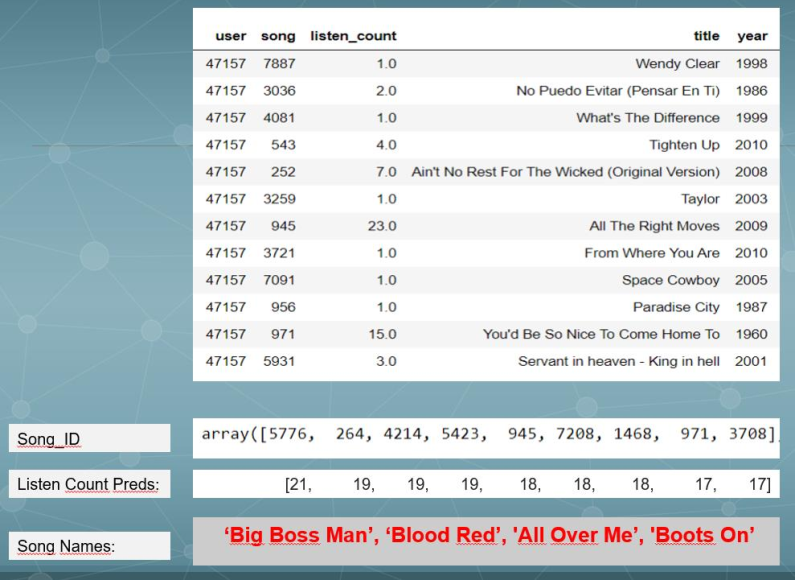 user song listen_count title year
47157 7887 1.0 Wendy Clear 1998
47157 3036 2.0 No Puedo Evitar (Pensar En Ti) 1986
47157 4081 1.0 What's The Difference 1999
47157 543 4.0 Tighten Up 2010
47157 252 7.0 Ain't No Rest For The Wicked (Original Version) 2008
47157 3259 1.0 Taylor 2003
47157 945 23.0 All The Right Moves 2009
47157 3721 1.0 From Where You Are 2010
47157 7091 1.0 Space Cowboy 2005
47157 956 1.0 Paradise City 1987
47157 971 15.0 You'd Be So Nice To Come Home To 1960
47157 5931 3.0 Servant in heaven - King in hell 2001
Song_ID array([5776, 264, 4214, 5423, 945, 7208, 1468, 971, 3708],
Listen Count Preds: [21, 19, 19, 19, 18, 18, 18, 17, 17]
Song Names: ‘Big Boss Man’, ‘Blood Red’, 'All Over Me’, 'Boots On’